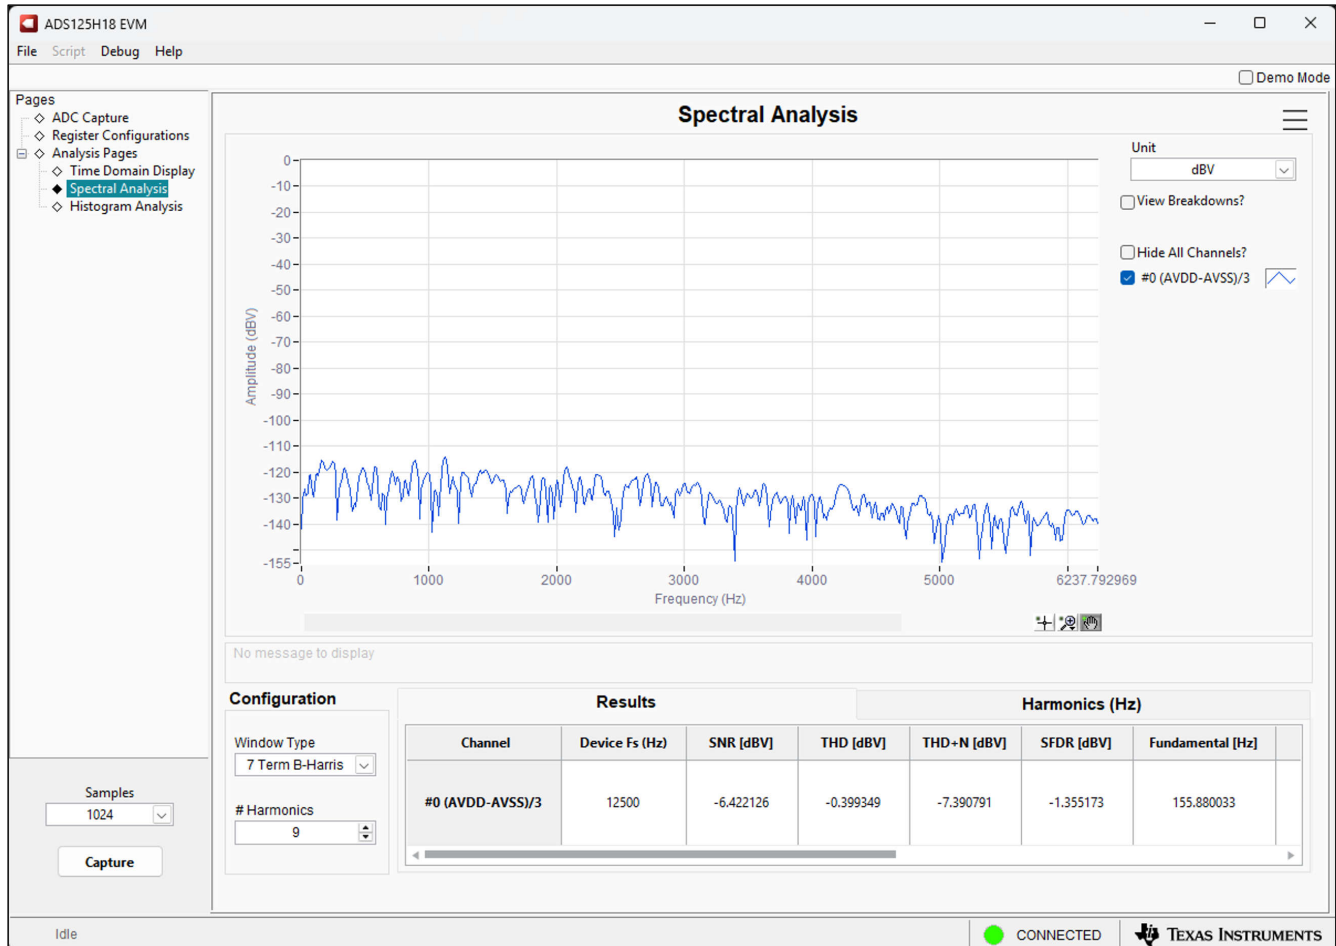 ADS125H18 EVM
File Script Debug Help
Demo Mode
Pages
ADC Capture
Register Configurations
Analysis Pages
Time Domain Display
Spectral Analysis
Histogram Analysis
Samples
1024
Capture
Spectral Analysis
Unit
dBV
View Breakdowns?
Hide All Channels?
#0 (AVDD-AVSS)/3
Amplitude (dBV)
0
-10
-20
-30
-40
-50
-60
-70
-80
-90
-100
-110
-120
-130
-140
-155
0 1000 2000 3000 4000 5000 6237.792969
Frequency (Hz)
No message to display
Configuration
Window Type
7 Term B-Harris
# Harmonics
9
Results Harmonics (Hz)
Channel Device Fs (Hz) SNR [dBV] THD [dBV] THD+N [dBV] SFDR [dBV] Fundamental [Hz]
#0 (AVDD-AVSS)/3 12500 -6.422126 -0.399349 -7.390791 -1.355173 155.880033
Idle CONNECTED TEXAS INSTRUMENTS